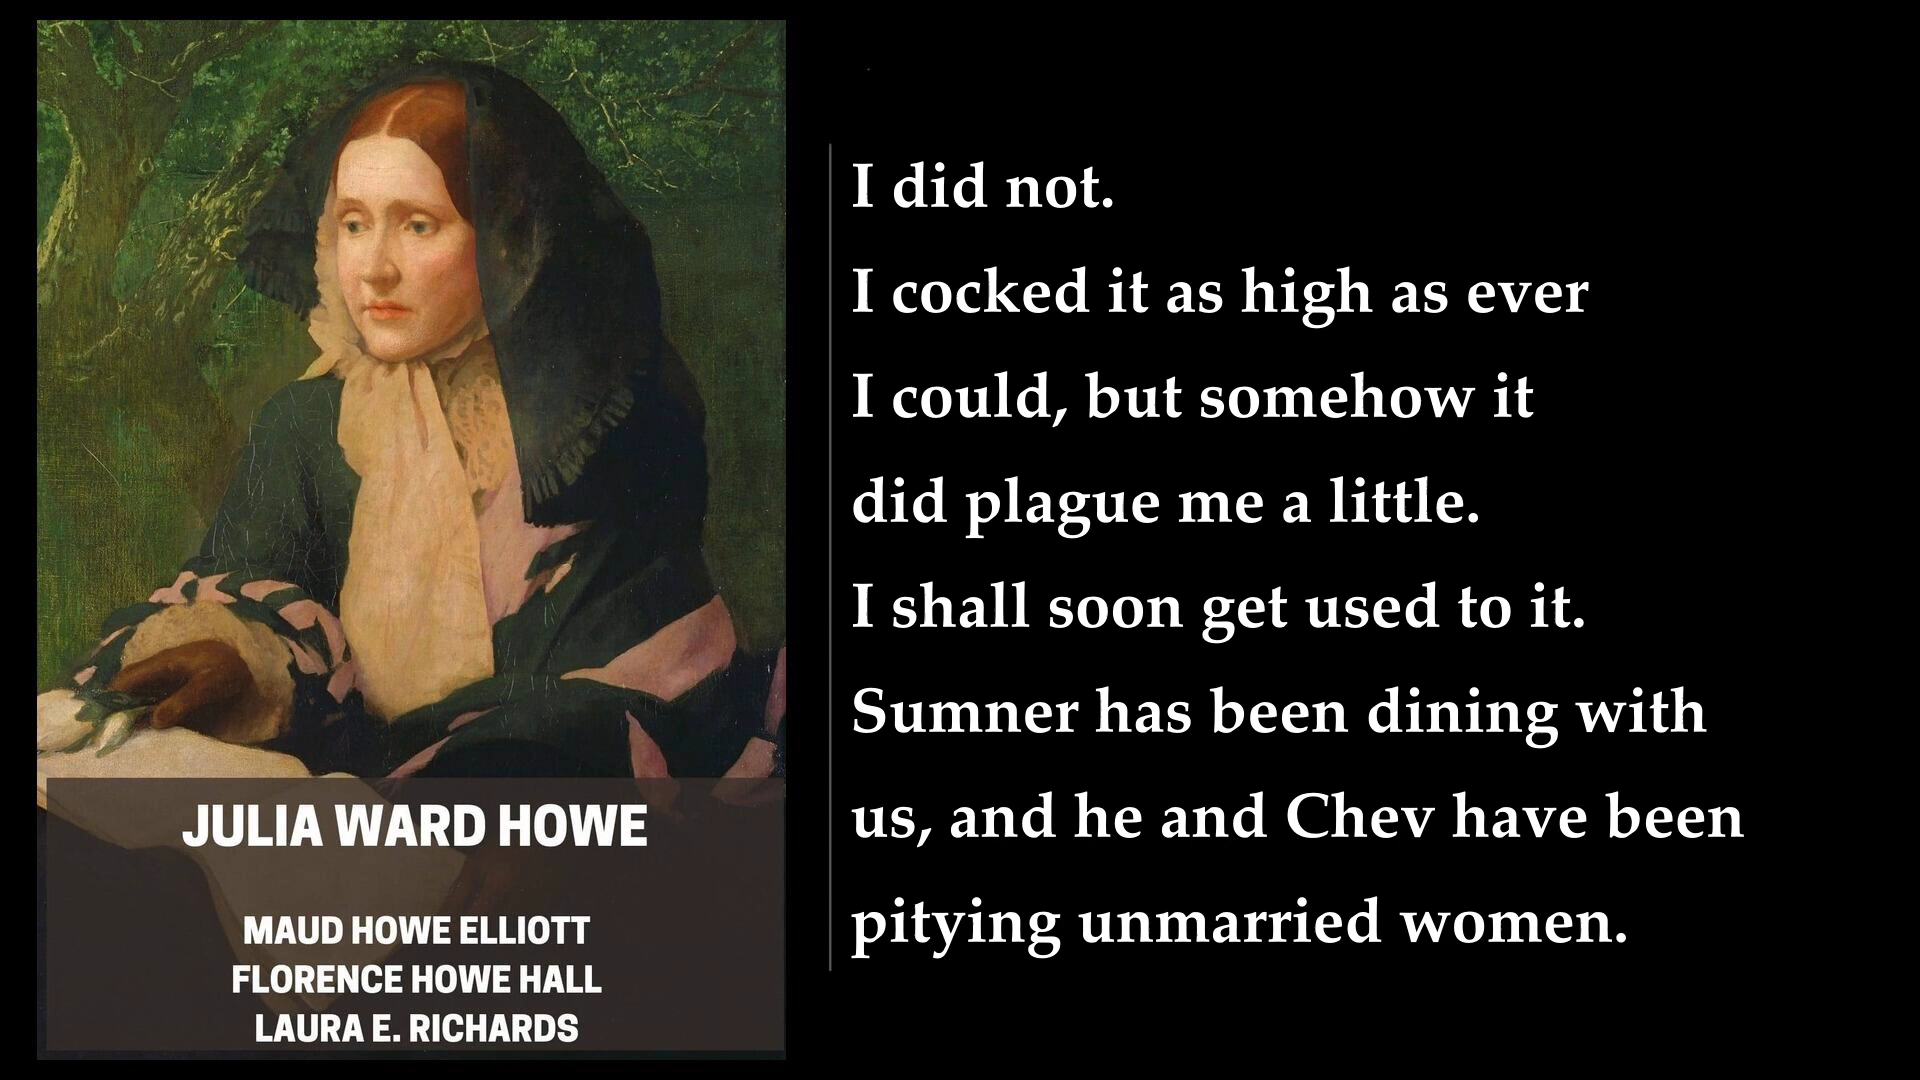 JULIA WARD HOWE
MAUD HOWE ELLIOTT
FLORENCE HOWE HALL
LAURA E. RICHARDS
I did not.
I cocked it as high as ever
I could, but somehow it
did plague me a little.
I shall soon get used to it.
Sumner has been dining with
us, and he and Chev have been
pitying unmarried women.